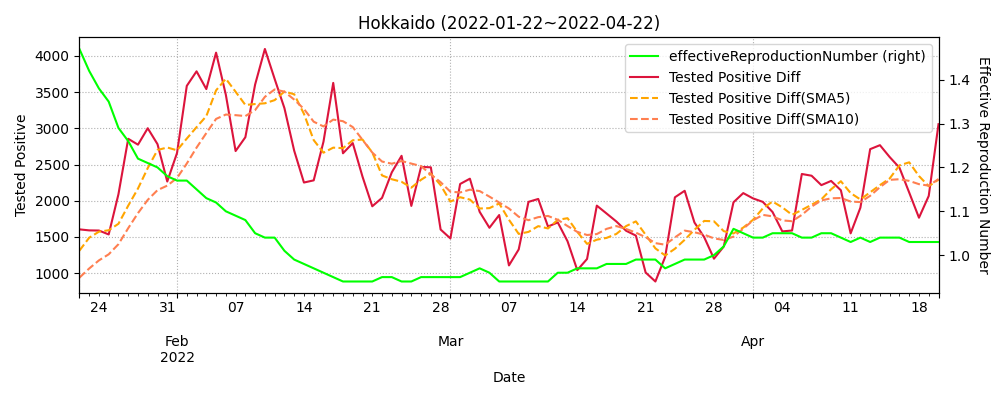 Hokkaido (2022-01-22~2022-04-22)
effectiveReproductionNumber (right)
Tested Positive Diff
Tested Positive Diff(SMA5)
Tested Positive Diff(SMA10)
Tested Positive
4000
3500
3000
2500
2000
1500
1000
1.4
1.3
1.2
1.1
1.0
Effective Reproduction Number
24 31 07 14 21 28 07 14 21 28 04 11 18
Feb Mar Apr
2022
Date